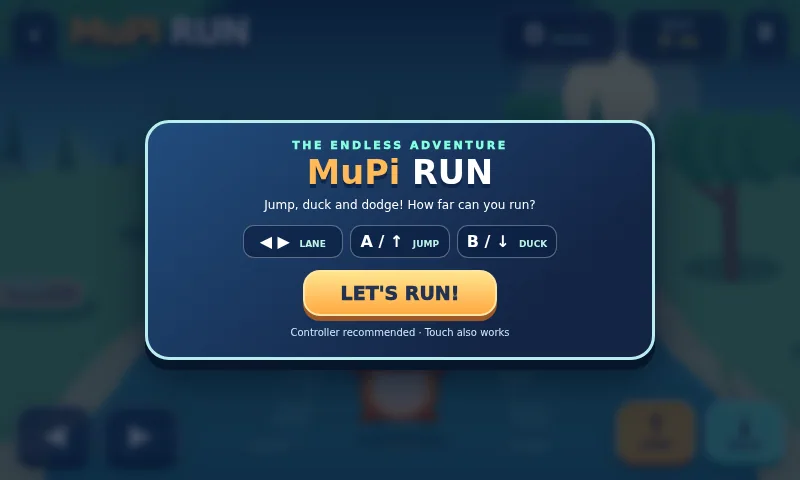 MuPi RUN
THE ENDLESS ADVENTURE
MuPi RUN
Jump, duck and dodge! How far can you run?
◀ ▶ LANE
A / ↑ JUMP
B / ↓ DUCK
LET'S RUN!
Controller recommended · Touch also works